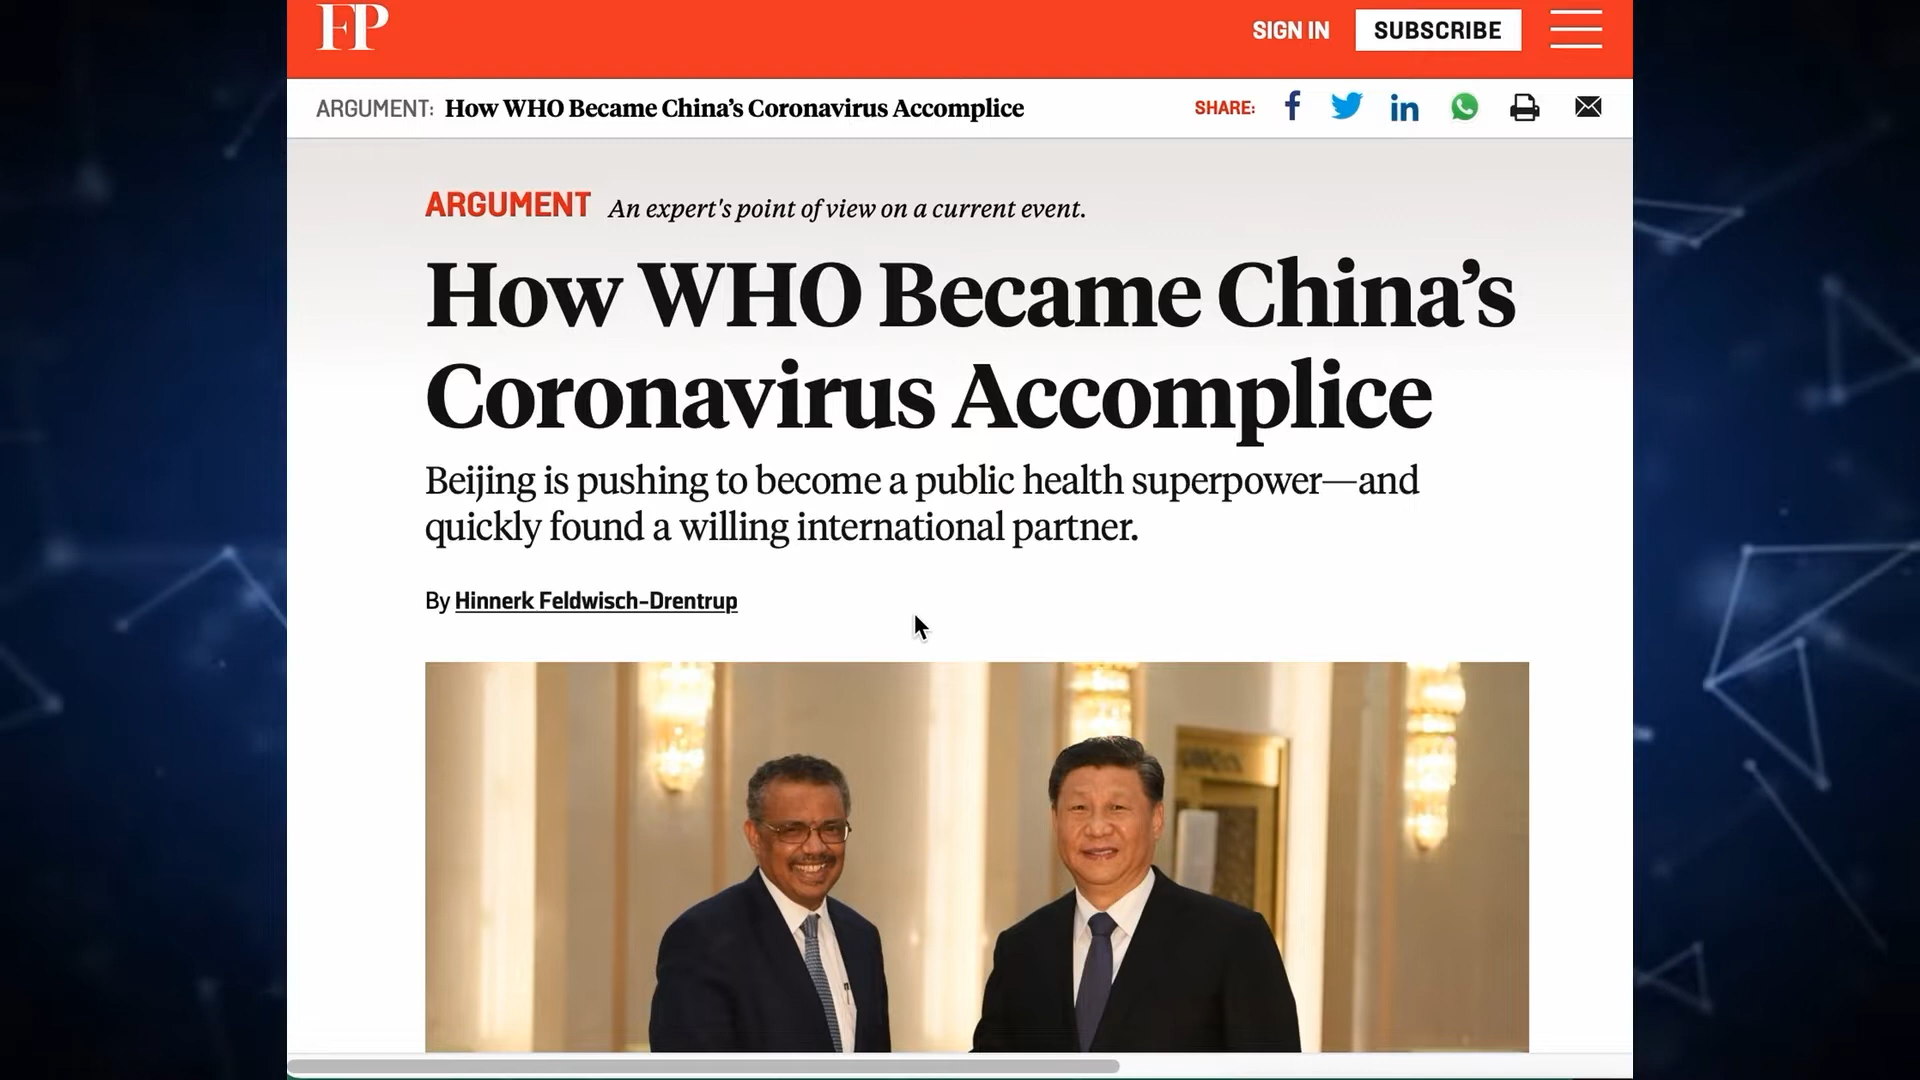 FP
SIGN IN
SUBSCRIBE
ARGUMENT: How WHO Became China’s Coronavirus Accomplice
SHARE:
ARGUMENT An expert's point of view on a current event.
How WHO Became China’s
Coronavirus Accomplice
Beijing is pushing to become a public health superpower—and
quickly found a willing international partner.
By Hinnerk Feldwisch-Drentrup